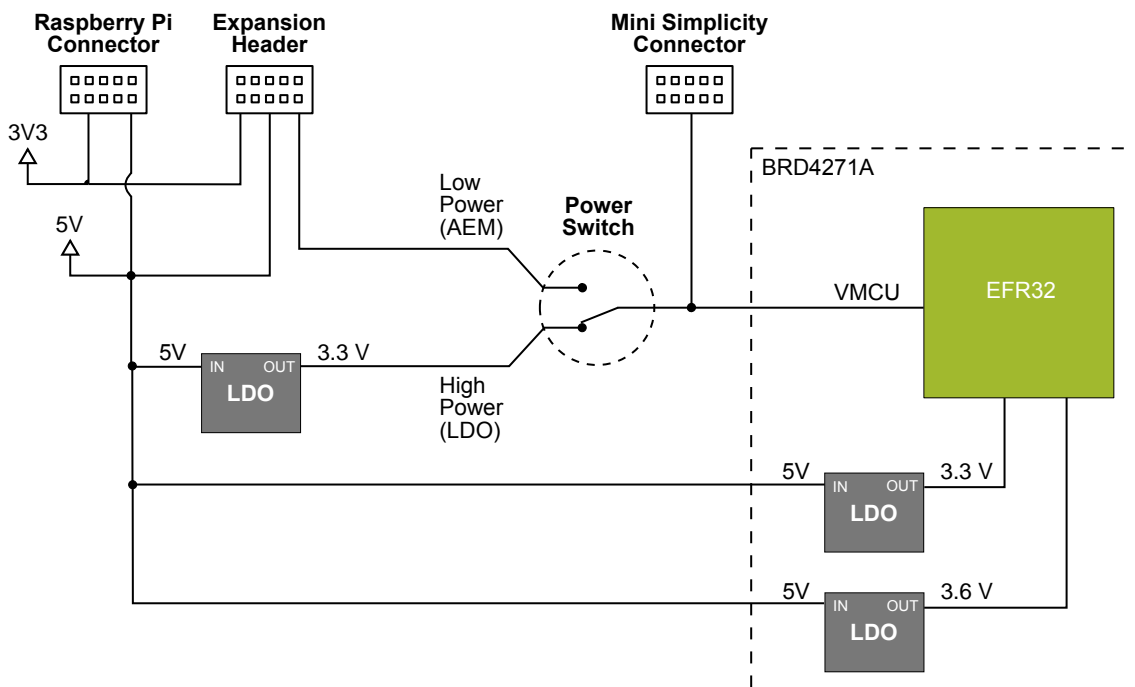 Raspberry Pi
Connector
Expansion
Header
Mini Simplicity
Connector
3V3
BRD4271A
Low
Power
(AEM)
Power
Switch
5V
VMCU
EFR32
5V
3.3 V
IN
OUT
LDO
High
Power
(LDO)
5V
3.3 V
IN
OUT
LDO
5V
3.6 V
IN
OUT
LDO